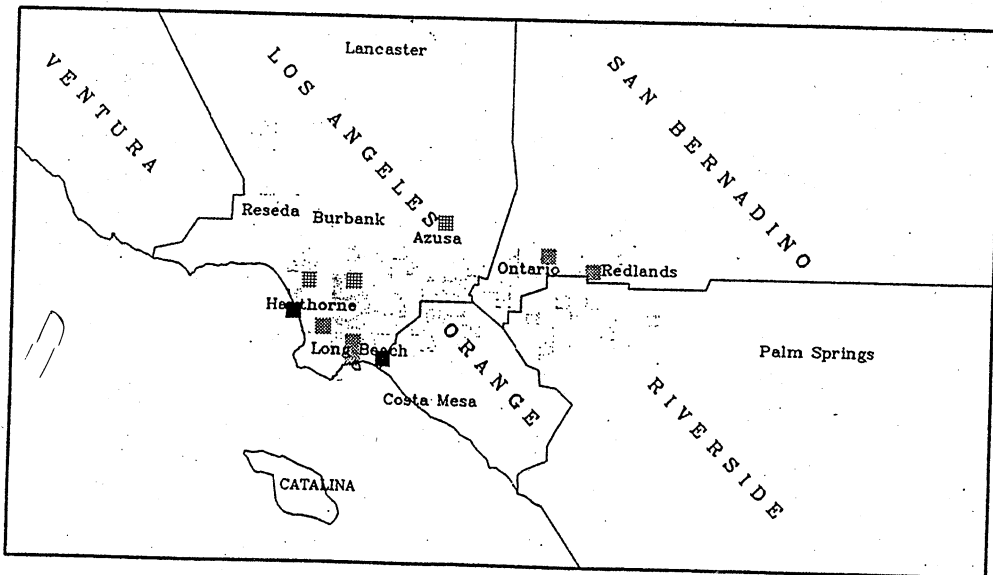 Lancaster
VENTURA
LOS ANGELES
SAN BERNADINO
Reseda
Burbank
Azusa
Ontario
Redlands
Hawthorne
Long Beach
ORANGE
Palm Springs
Costa Mesa
RIVERSIDE
CATALINA